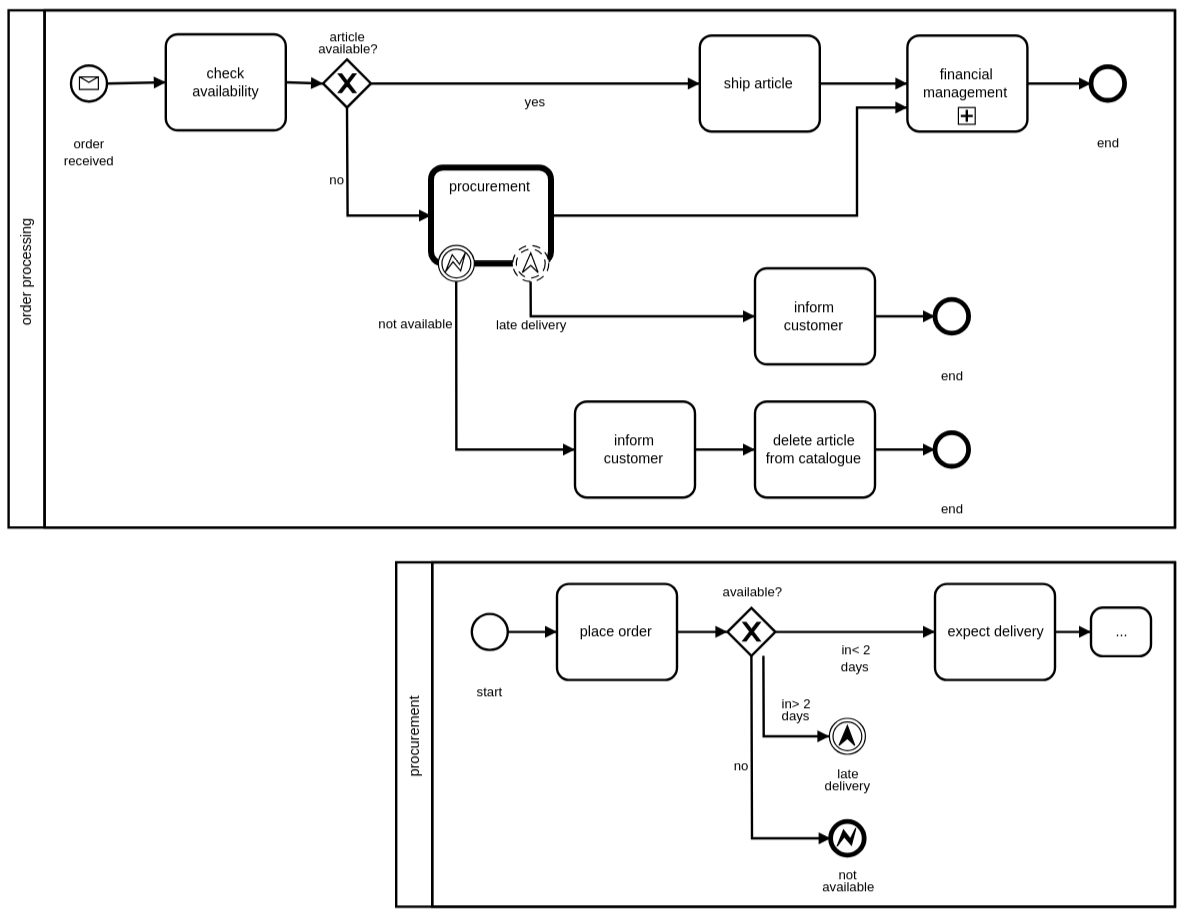 order processing
order
received
check
availability
article
available?
yes
no
ship article
financial
management
end
procurement
not available
late delivery
inform
customer
end
inform
customer
delete article
from catalogue
end
procurement
start
place order
available?
in< 2
days
expect delivery
...
in> 2
days
late
delivery
no
not
available